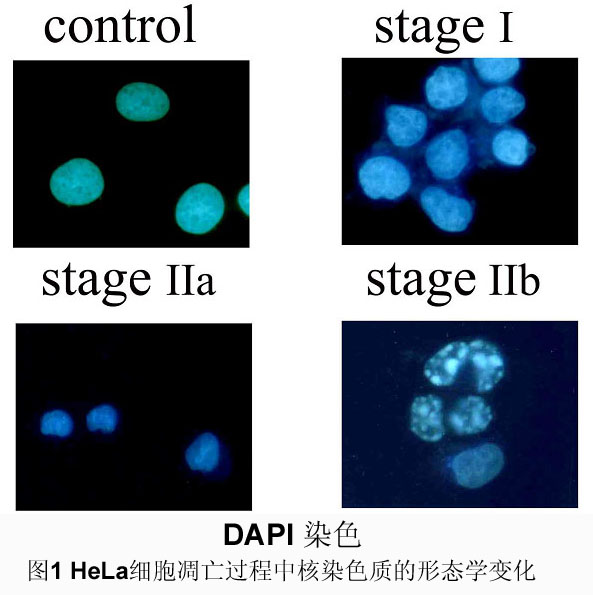 control
stage I
stage IIa
stage IIb
DAPI 染色
图1 HeLa细胞凋亡过程中核染色质的形态学变化